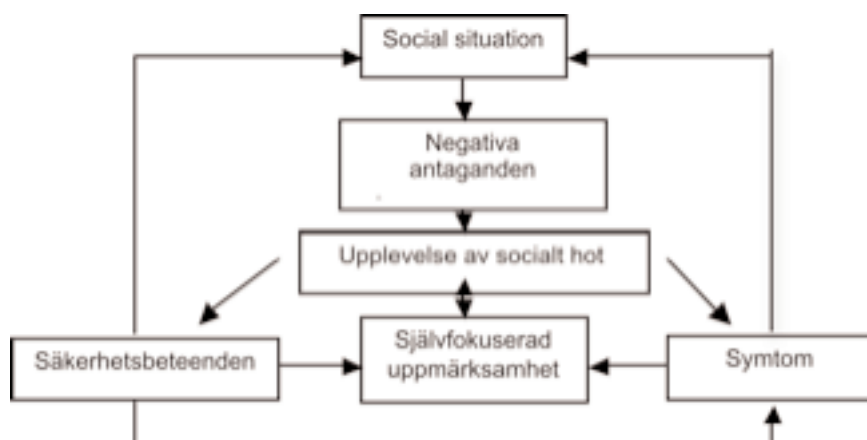 Social situation
Negativa
antaganden
Upplevelse av socialt hot
Säkerhetsbeteenden
Självfokuserad
uppmärksamhet
Symtom